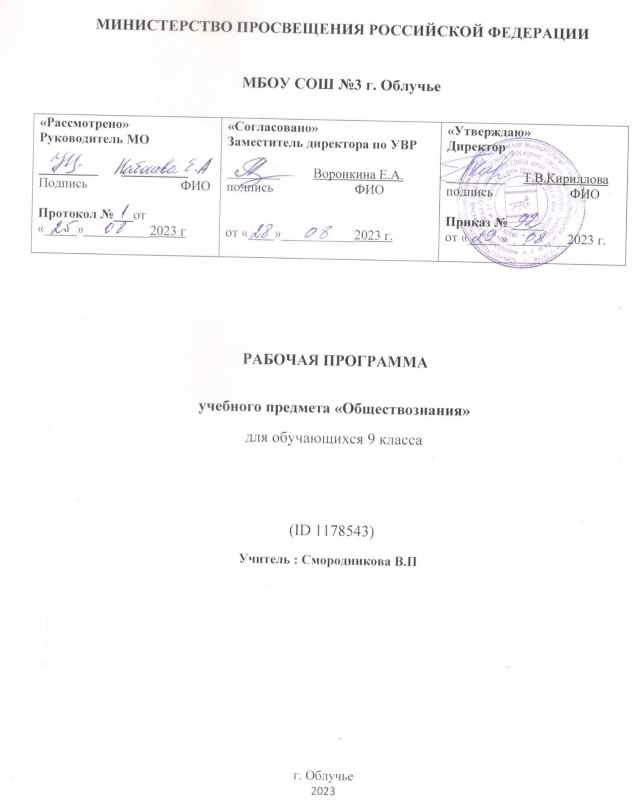 МИНИСТЕРСТВО ПРОСВЕЩЕНИЯ РОССИЙСКОЙ ФЕДЕРАЦИИ
МБОУ СОШ №3 г. Облучье
«Рассмотрено»
Руководитель МО
Подпись ФИО
Протокол № 1 от
« 25 » 08 2023 г
«Согласовано»
Заместитель директора по УВР
Воронкина Е.А.
подпись ФИО
от « 28 » 08 2023 г.
«Утверждаю»
Директор
Т.В.Кириллова
подпись ФИО
Приказ № 92
от « 29 » 08 2023 г.
РАБОЧАЯ ПРОГРАММА
учебного предмета «Обществознания»
для обучающихся 9 класса
(ID 1178543)
Учитель : Смородникова В.П
г. Облучье
2023